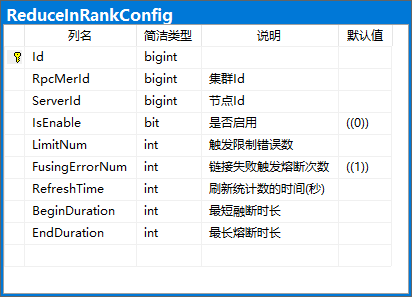 ReduceInRankConfig
列名 简洁类型 说明 默认值
Id bigint
RpcMerId bigint 集群Id
ServerId bigint 节点Id
IsEnable bit 是否启用 ((0))
LimitNum int 触发限制错误数
FusingErrorNum int 链接失败触发熔断次数 ((1))
RefreshTime int 刷新统计数的时间(秒)
BeginDuration int 最短融断时长
EndDuration int 最长熔断时长